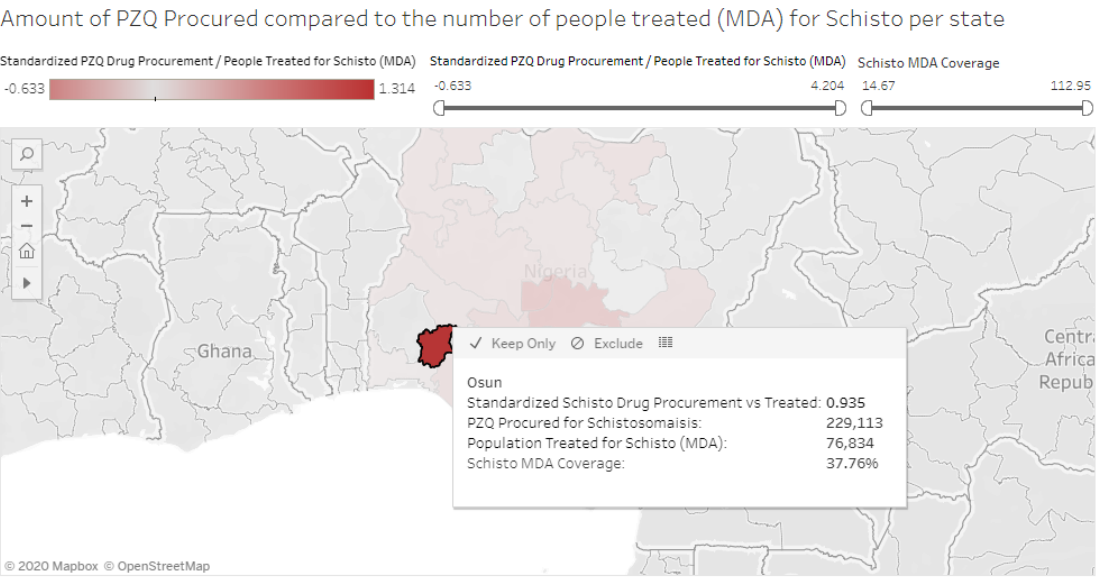 Amount of PZQ Procured compared to the number of people treated (MDA) for Schisto per state
Standardized PZQ Drug Procurement / People Treated for Schisto (MDA)
-0.633 1.314
Standardized PZQ Drug Procurement / People Treated for Schisto (MDA)
-0.633 4.204
Schisto MDA Coverage
14.67 112.95
Nigeria
Ghana
Centr
Africa
Repub
Keep Only Exclude
Osun
Standardized Schisto Drug Procurement vs Treated: 0.935
PZQ Procured for Schistosomaisis: 229,113
Population Treated for Schisto (MDA): 76,834
Schisto MDA Coverage: 37.76%
© 2020 Mapbox © OpenStreetMap